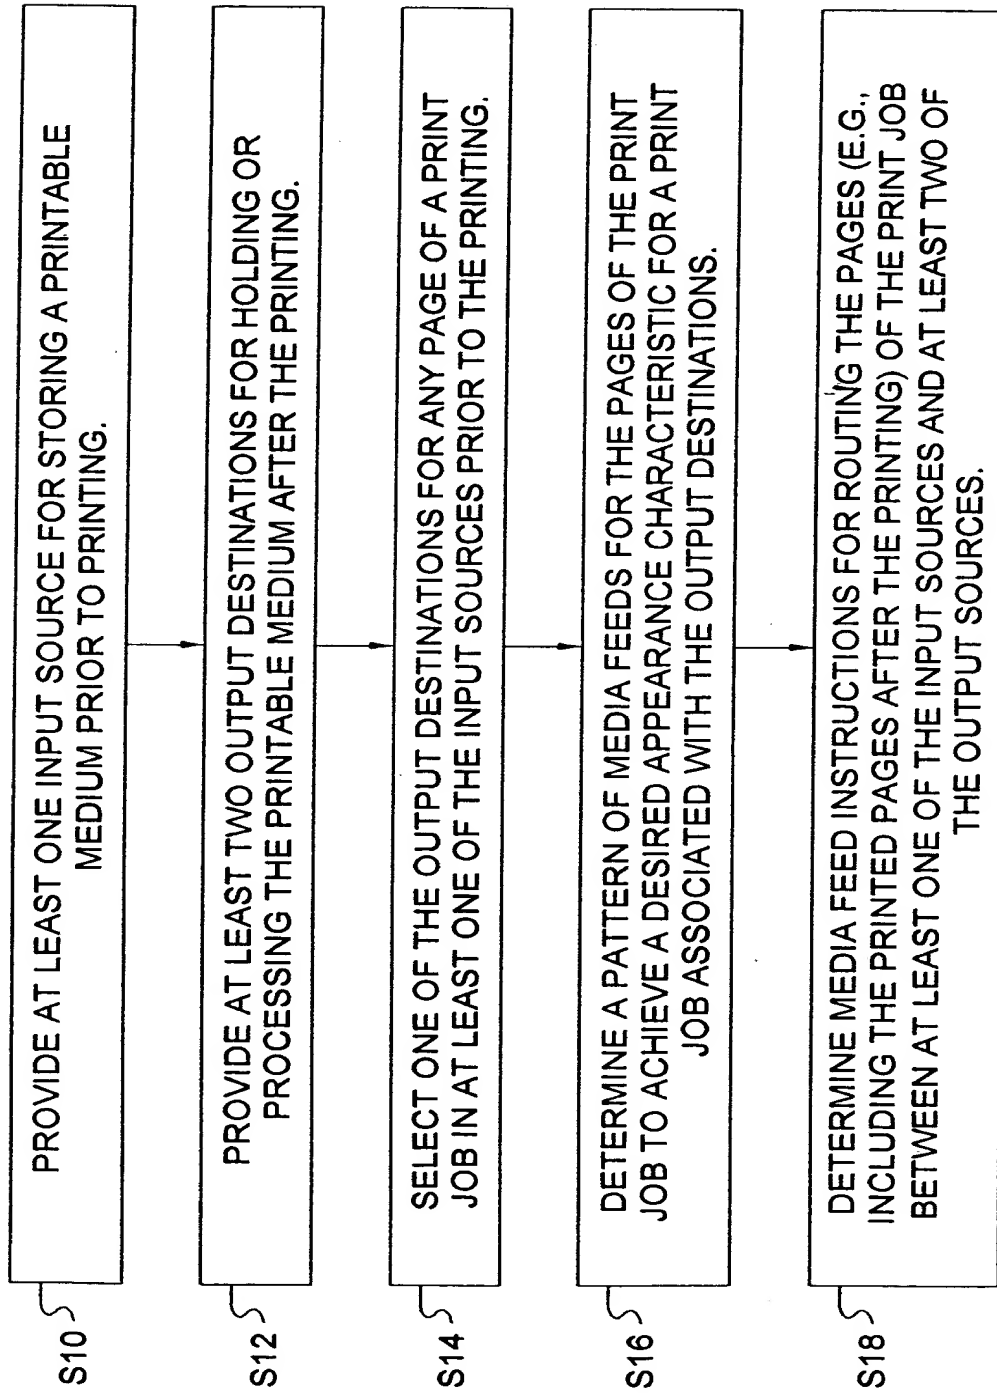 S10
PROVIDE AT LEAST ONE INPUT SOURCE FOR STORING A PRINTABLE
MEDIUM PRIOR TO PRINTING.
S12
PROVIDE AT LEAST TWO OUTPUT DESTINATIONS FOR HOLDING OR
PROCESSING THE PRINTABLE MEDIUM AFTER THE PRINTING.
S14
SELECT ONE OF THE OUTPUT DESTINATIONS FOR ANY PAGE OF A PRINT
JOB IN AT LEAST ONE OF THE INPUT SOURCES PRIOR TO THE PRINTING.
S16
DETERMINE A PATTERN OF MEDIA FEEDS FOR THE PAGES OF THE PRINT
JOB TO ACHIEVE A DESIRED APPEARANCE CHARACTERISTIC FOR A PRINT
JOB ASSOCIATED WITH THE OUTPUT DESTINATIONS.
S18
DETERMINE MEDIA FEED INSTRUCTIONS FOR ROUTING THE PAGES (E.G.,
INCLUDING THE PRINTED PAGES AFTER THE PRINTING) OF THE PRINT JOB
BETWEEN AT LEAST ONE OF THE INPUT SOURCES AND AT LEAST TWO OF
THE OUTPUT SOURCES.